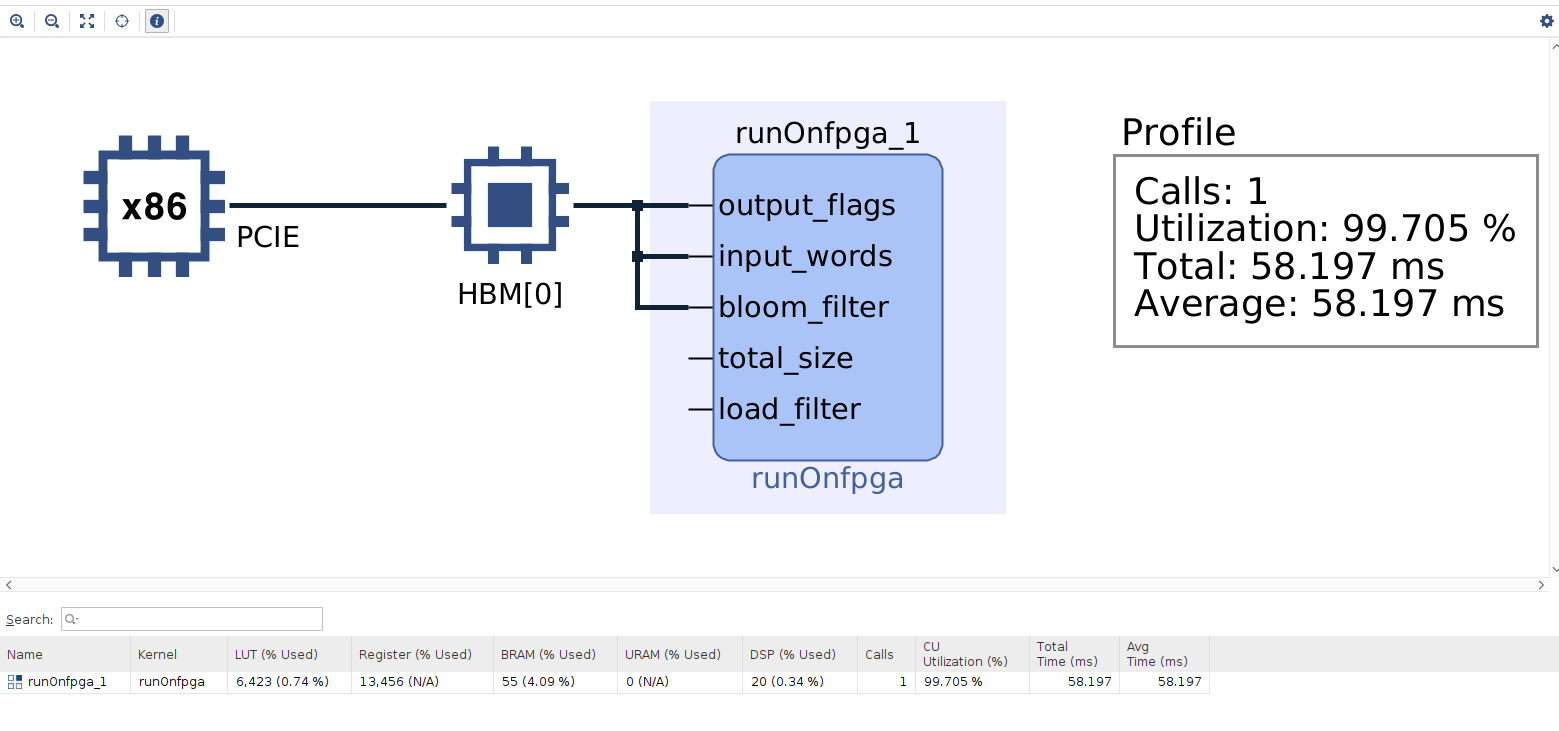 x86
PCIE
HBM[0]
runOnfpga_1
output_flags
input_words
bloom_filter
total_size
load_filter
runOnfpga
Profile
Calls: 1
Utilization: 99.705 %
Total: 58.197 ms
Average: 58.197 ms
Search:
Name Kernel LUT (% Used) Register (% Used) BRAM (% Used) URAM (% Used) DSP (% Used) Calls CU Utilization (%) Total Time (ms) Avg Time (ms)
runOnfpga_1 runOnfpga 6,423 (0.74 %) 13,456 (N/A) 55 (4.09 %) 0 (N/A) 20 (0.34 %) 1 99.705 % 58.197 58.197